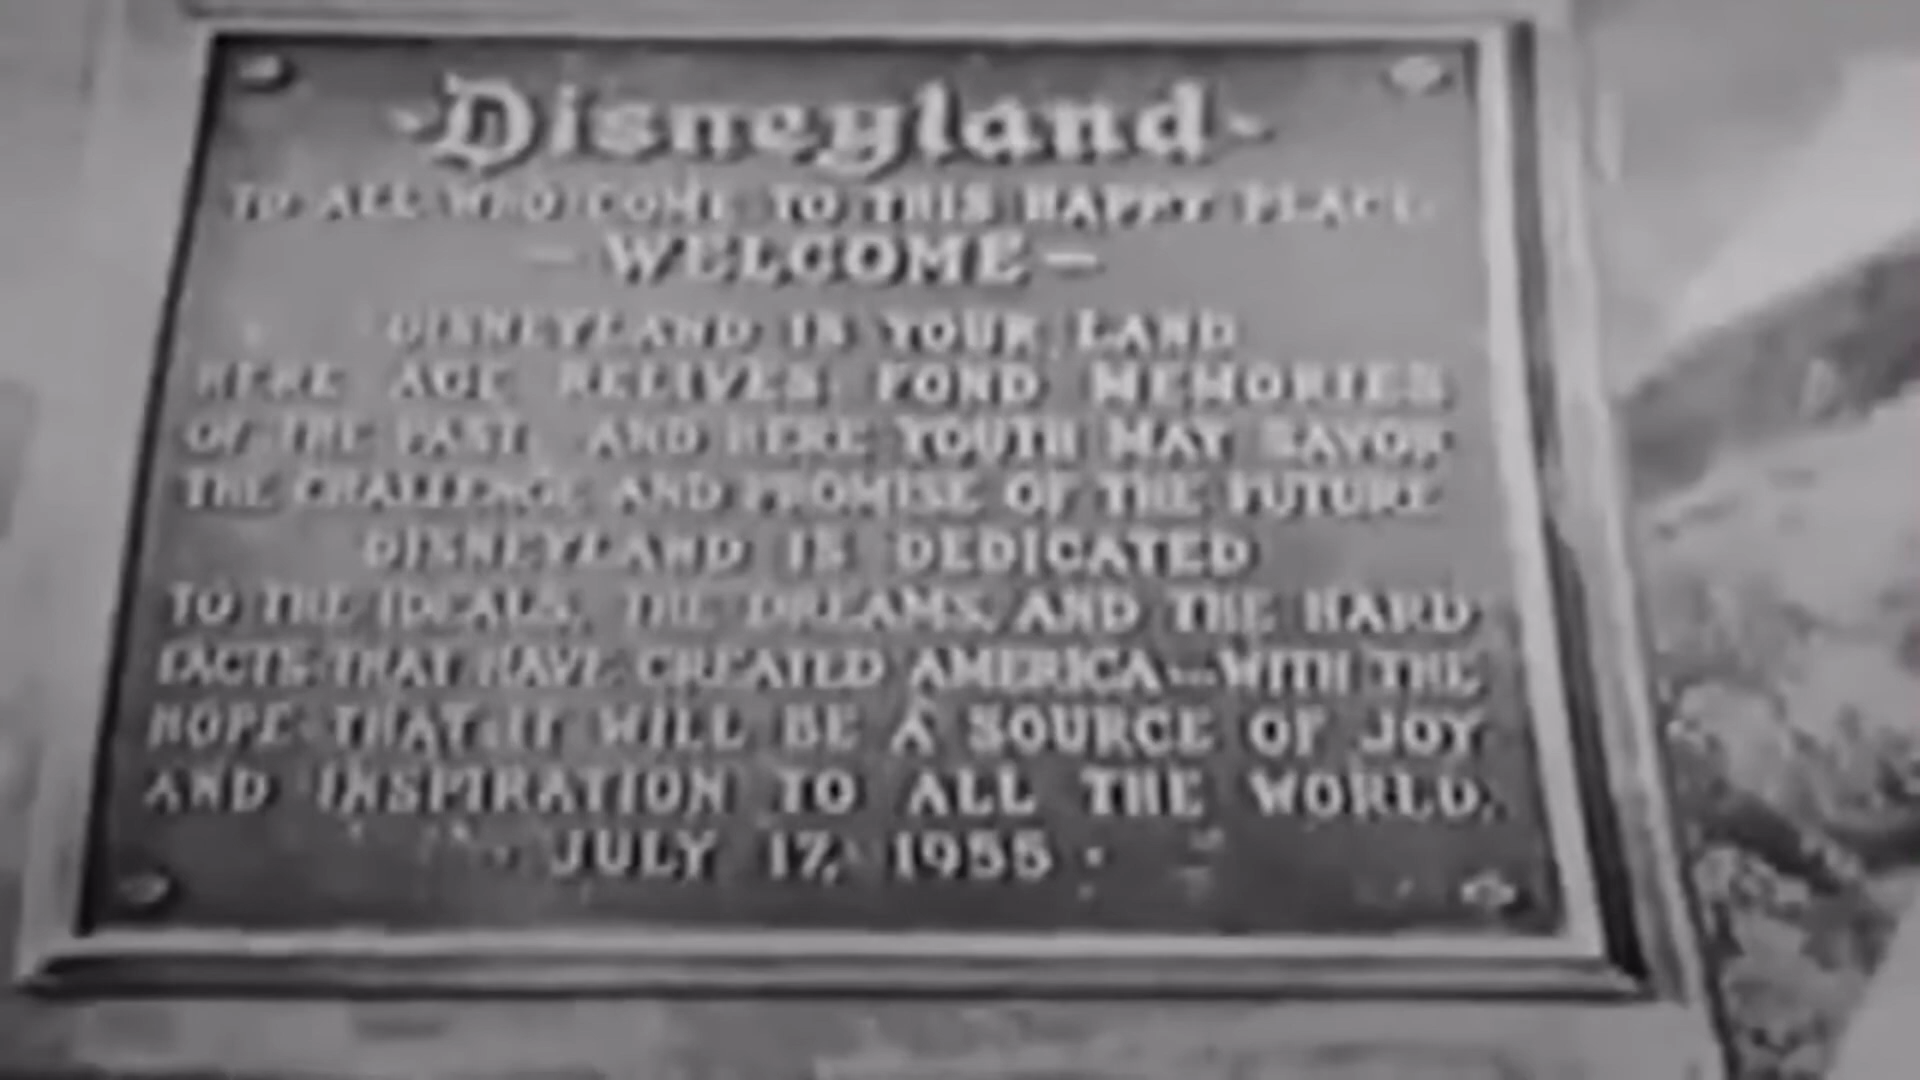 Disneyland
TO ALL WHO COME TO THIS HAPPY PLACE
- WELCOME -
DISNEYLAND IS YOUR LAND
HERE AGE RELIVES FOND MEMORIES
OF THE PAST, AND HERE YOUTH MAY SAVOR
THE CHALLENGE AND PROMISE OF THE FUTURE
DISNEYLAND IS DEDICATED
TO THE IDEALS, THE DREAMS, AND THE HARD
FACTS THAT HAVE CREATED AMERICA—WITH THE
HOPE THAT IT WILL BE A SOURCE OF JOY
AND INSPIRATION TO ALL THE WORLD.
· JULY 17, 1955 ·